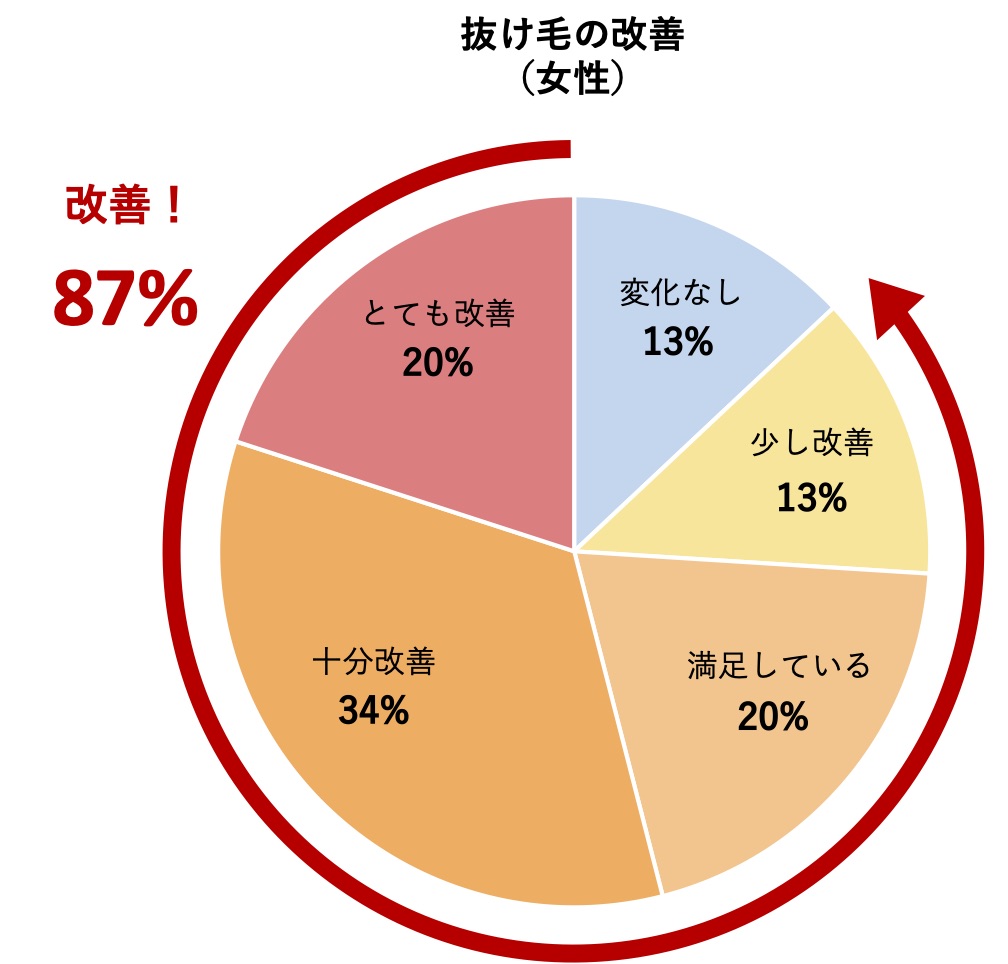 抜け毛の改善
（女性）
改善！
87%
とても改善
20%
変化なし
13%
少し改善
13%
満足している
20%
十分改善
34%